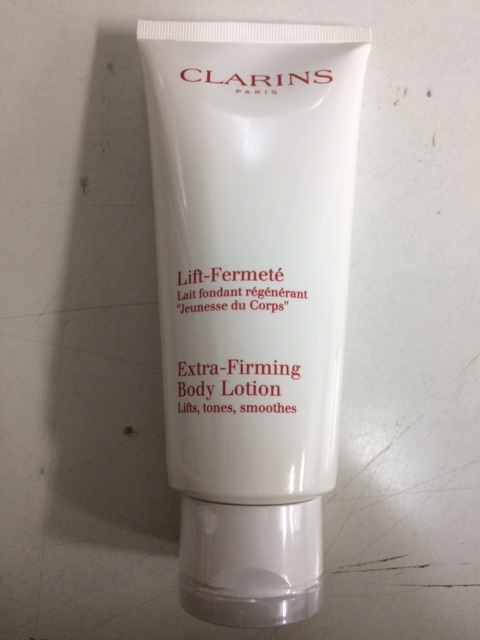 CLARINS
PARIS
Lift-Fermeté
Lait fondant régénérant
"Jeunesse du Corps"
Extra-Firming
Body Lotion
Lifts, tones, smoothes